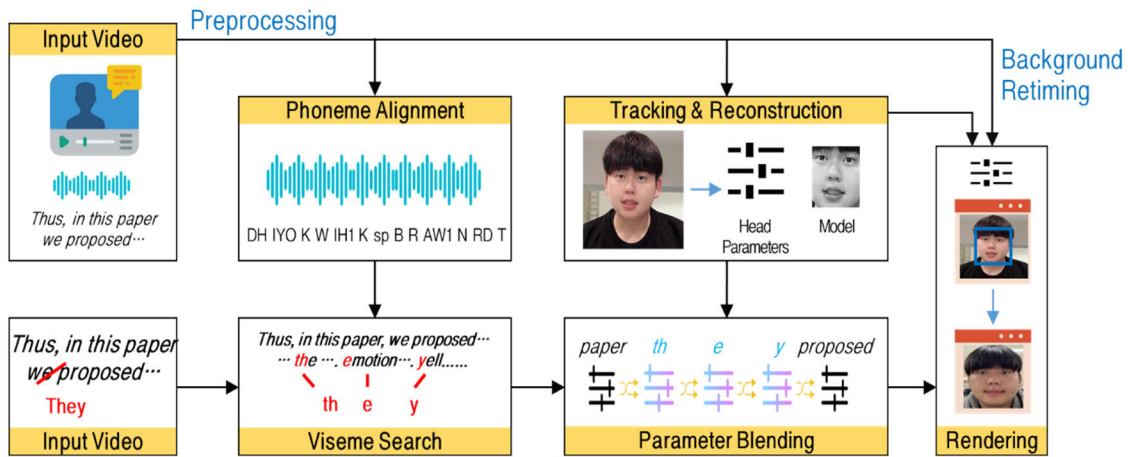 Preprocessing
Input Video
Thus, in this paper
we proposed···
Phoneme Alignment
DH IYO K W IH1 K sp B R AW1 N RD T
Tracking & Reconstruction
Head
Parameters
Model
Background
Retiming
Thus, in this paper
we proposed···
They
Input Video
Thus, in this paper, we proposed···
··· the ···. emotion···. yell......
th e y
Viseme Search
paper th e y proposed
Parameter Blending
Rendering